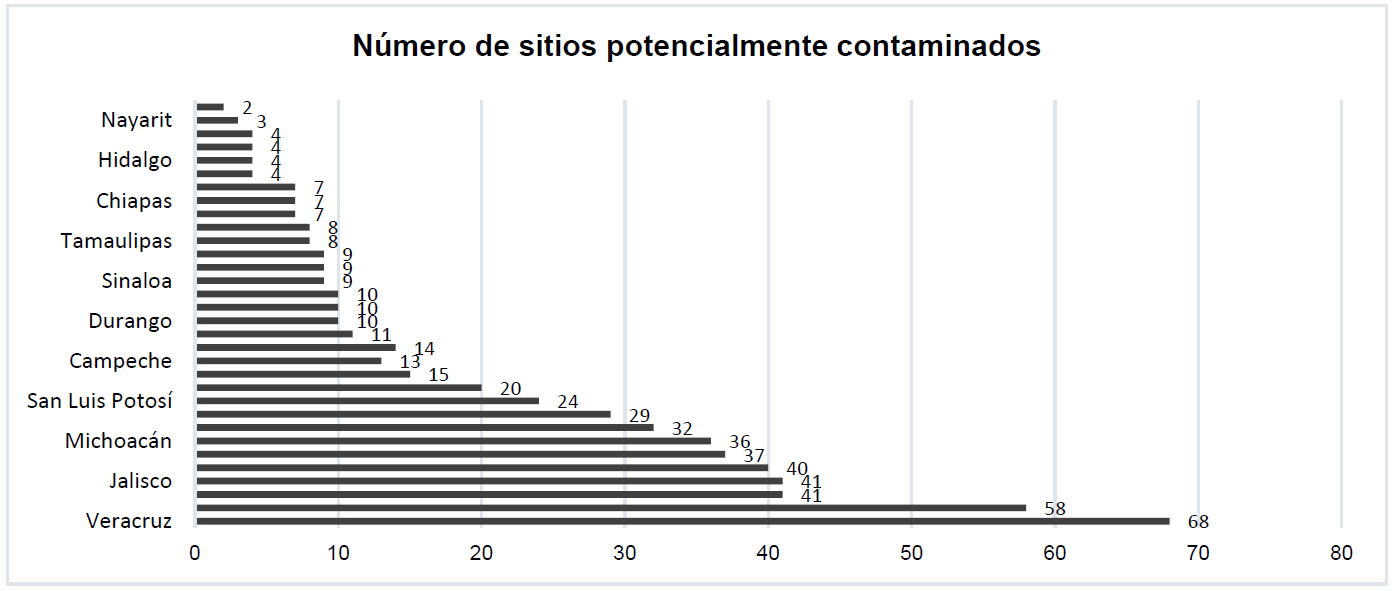 Número de sitios potencialmente contaminados
2
Nayarit 3
4
4
Hidalgo 4
4
7
Chiapas 7
7
8
Tamaulipas 8
9
9
Sinaloa 9
10
10
Durango 10
11
14
Campeche 13
15
20
San Luis Potosí 24
29
32
Michoacán 36
37
40
Jalisco 41
41
58
Veracruz 68
0 10 20 30 40 50 60 70 80